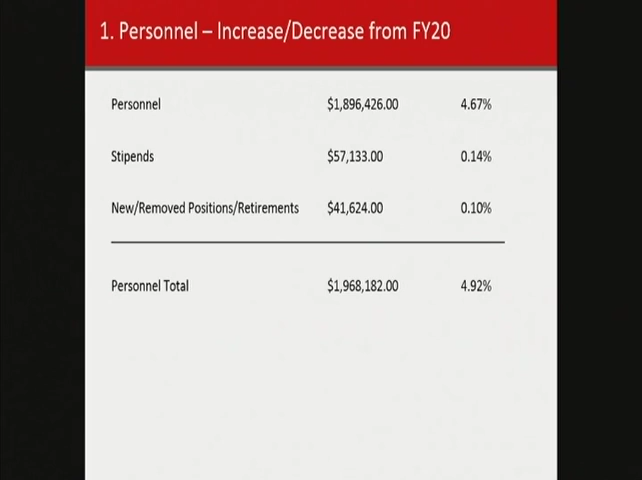 1. Personnel – Increase/Decrease from FY20
Personnel $1,896,426.00 4.67%
Stipends $57,133.00 0.14%
New/Removed Positions/Retirements $41,624.00 0.10%
Personnel Total $1,968,182.00 4.92%